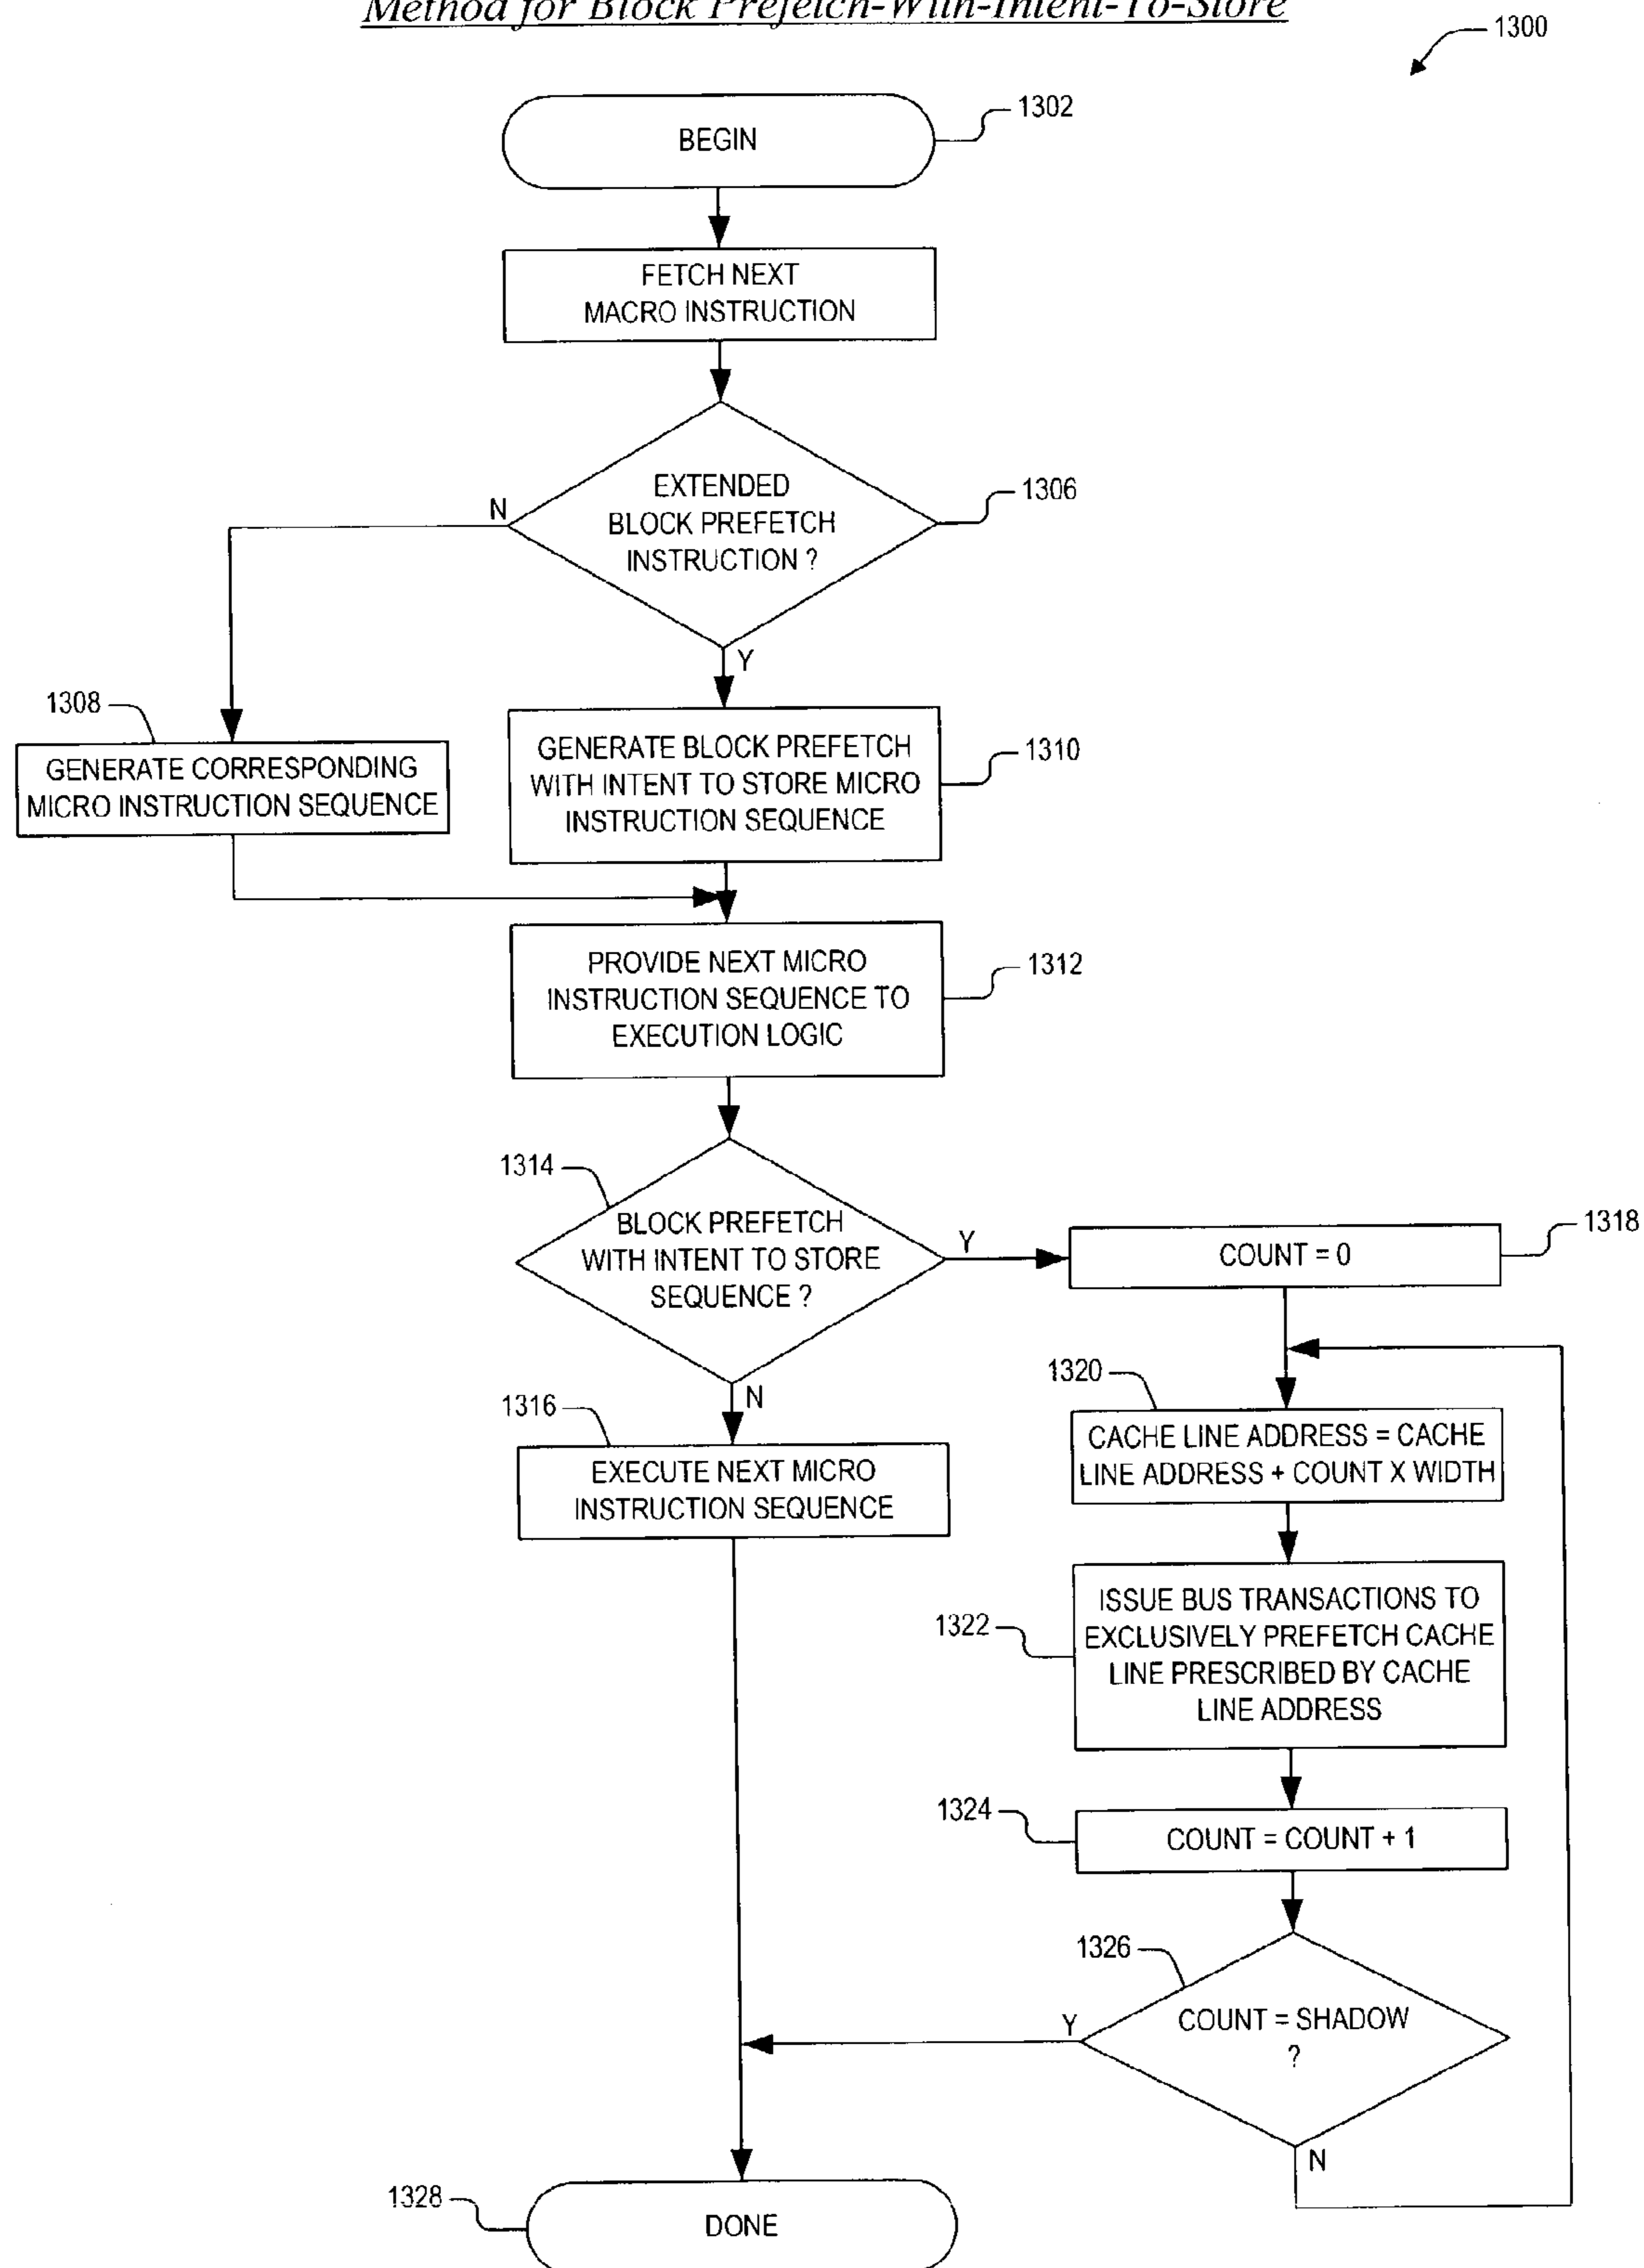 Method for Block Prefetch-With-Intent-To-Store
1300
BEGIN
1302
FETCH NEXT
MACRO INSTRUCTION
EXTENDED
BLOCK PREFETCH
INSTRUCTION ?
1306
N
Y
1308
GENERATE CORRESPONDING
MICRO INSTRUCTION SEQUENCE
GENERATE BLOCK PREFETCH
WITH INTENT TO STORE MICRO
INSTRUCTION SEQUENCE
1310
PROVIDE NEXT MICRO
INSTRUCTION SEQUENCE TO
EXECUTION LOGIC
1312
1314
BLOCK PREFETCH
WITH INTENT TO STORE
SEQUENCE ?
Y
N
COUNT = 0
1318
1316
EXECUTE NEXT MICRO
INSTRUCTION SEQUENCE
1320
CACHE LINE ADDRESS = CACHE
LINE ADDRESS + COUNT X WIDTH
1322
ISSUE BUS TRANSACTIONS TO
EXCLUSIVELY PREFETCH CACHE
LINE PRESCRIBED BY CACHE
LINE ADDRESS
1324
COUNT = COUNT + 1
1326
COUNT = SHADOW
?
Y
N
1328
DONE